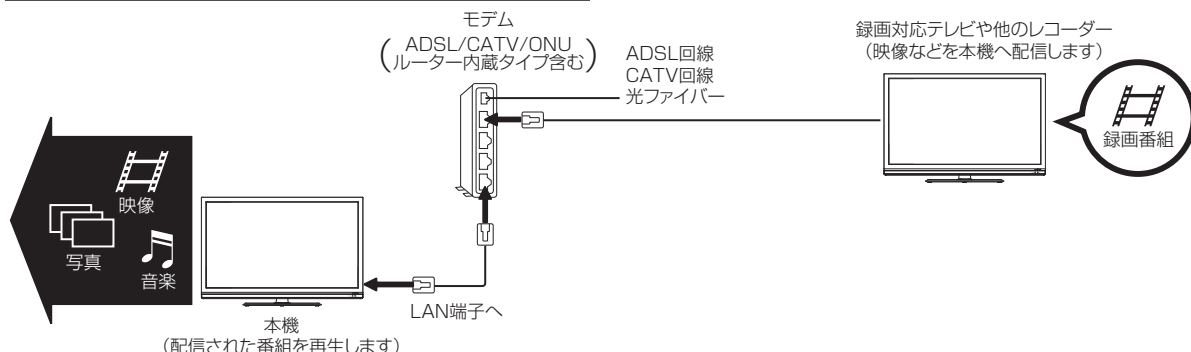 モデム
(ADSL/CATV/ONU
ルーター内蔵タイプ含む)
ADSL回線
CATV回線
光ファイバー
録画対応テレビや他のレコーダー
(映像などを本機へ配信します)
録画番組
映像
写真
音楽
LAN端子へ
本機
(配信された番組を再生します)